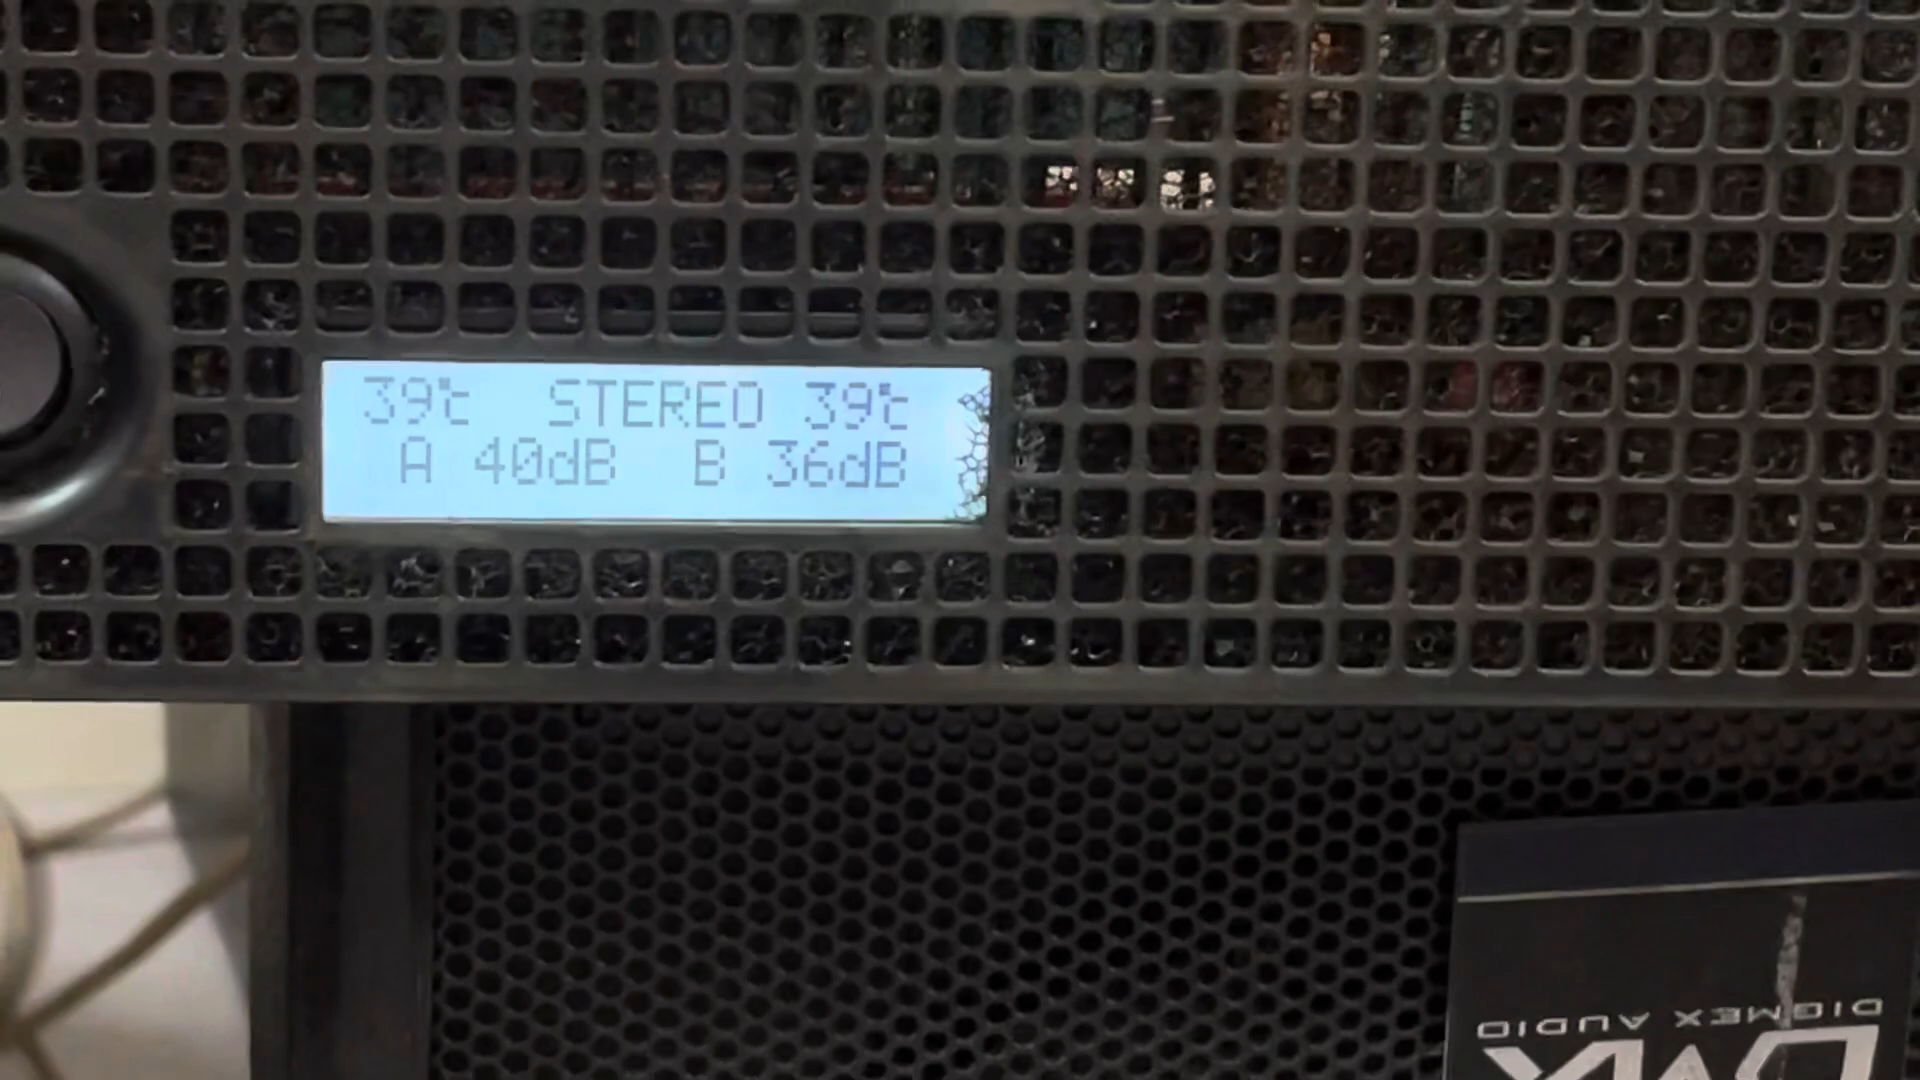 39℃ STEREO 39℃
A 40dB B 36dB
DIGMEX AUDIO